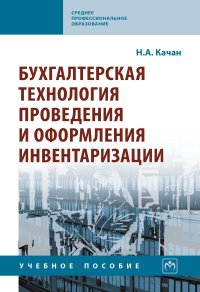 СРЕДНЕЕ
ПРОФЕССИОНАЛЬНОЕ
ОБРАЗОВАНИЕ
Н.А. Качан
БУХГАЛТЕРСКАЯ
ТЕХНОЛОГИЯ
ПРОВЕДЕНИЯ
И ОФОРМЛЕНИЯ
ИНВЕНТАРИЗАЦИИ
УЧЕБНОЕ ПОСОБИЕ